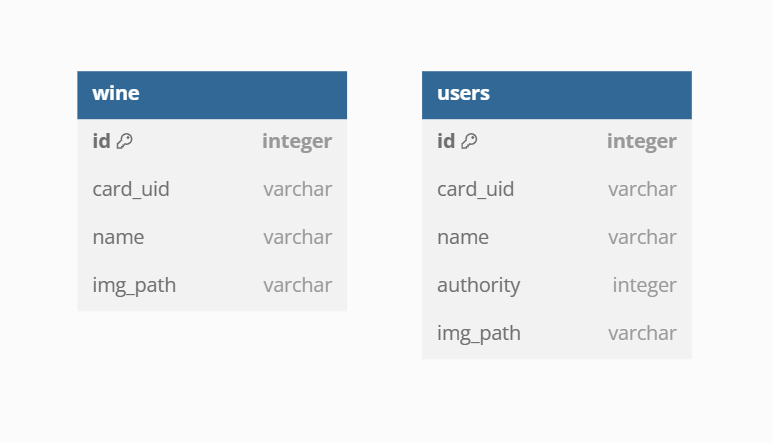 wine
id integer
card_uid varchar
name varchar
img_path varchar
users
id integer
card_uid varchar
name varchar
authority integer
img_path varchar